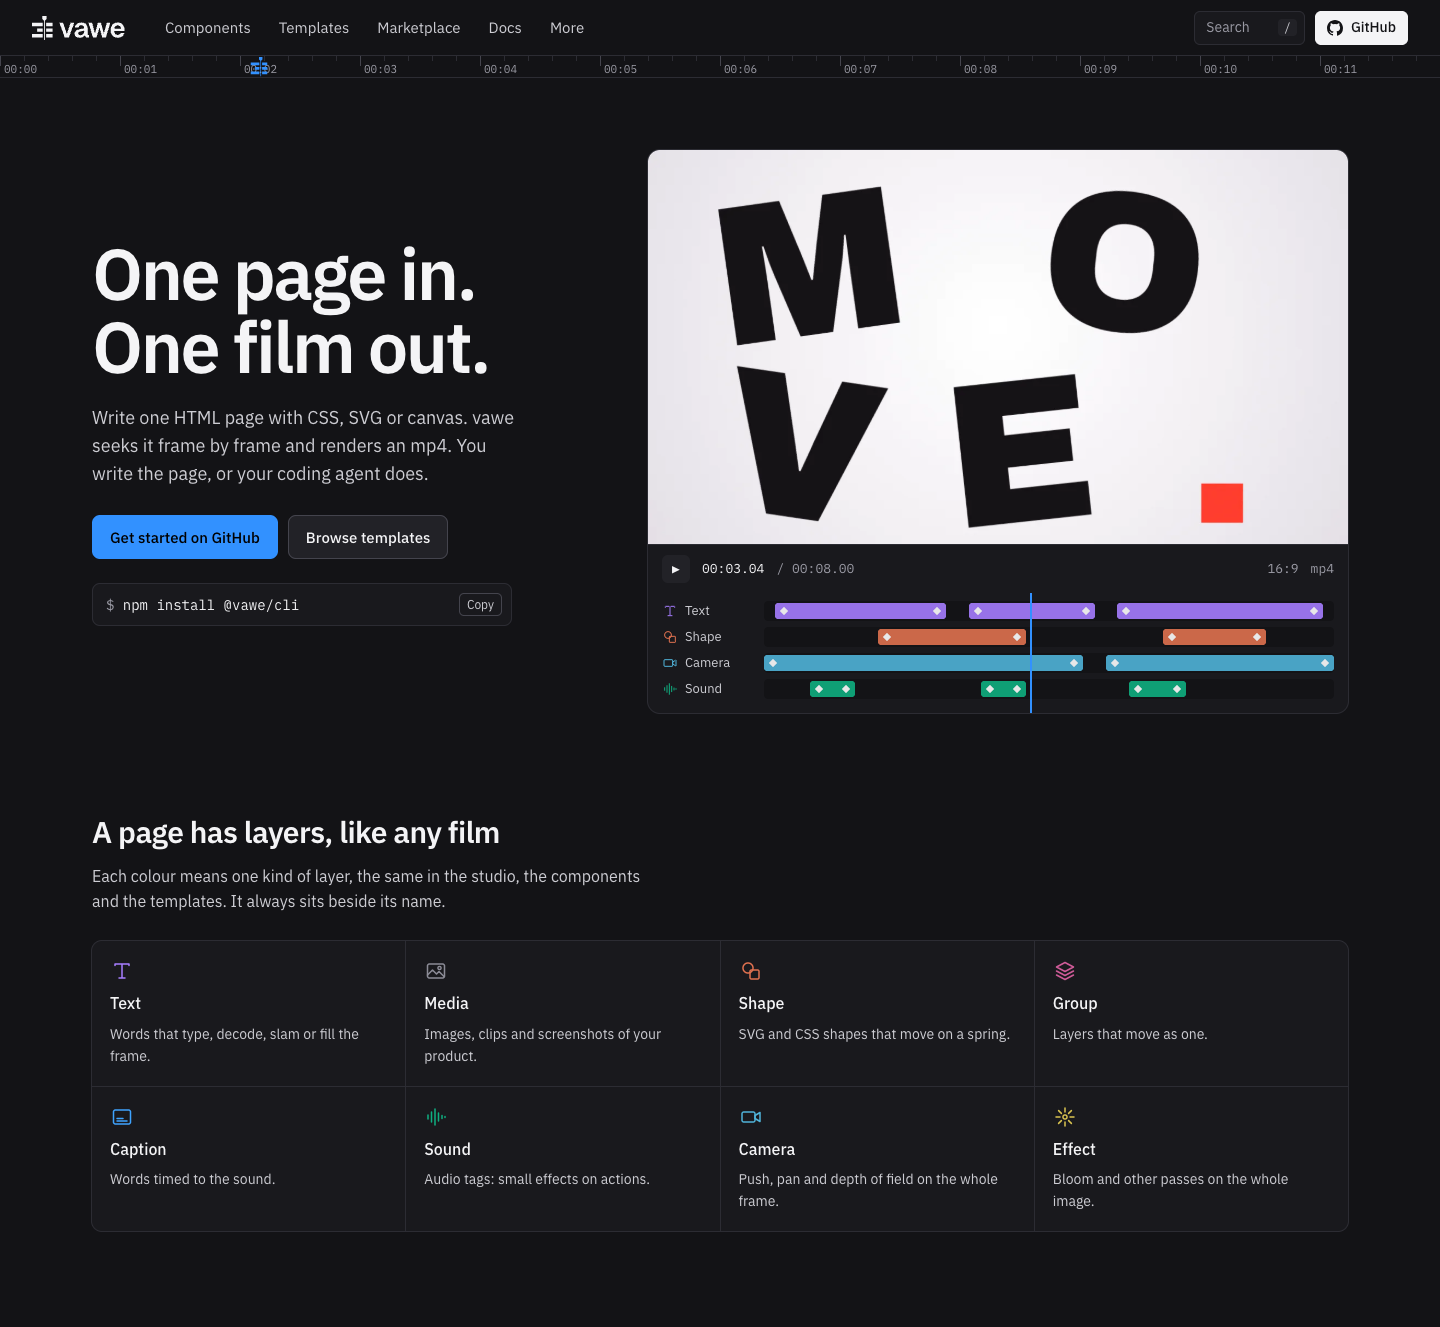 vawe
Components Templates Marketplace Docs More
Search / GitHub
00:00 00:01 00:03 00:04 00:05 00:06 00:07 00:08 00:09 00:10 00:11
M O
V E
One page in.
One film out.
Write one HTML page with CSS, SVG or canvas. vawe
seeks it frame by frame and renders an mp4. You
write the page, or your coding agent does.
Get started on GitHub Browse templates
$ npm install @vawe/cli Copy
00:03.04 / 00:08.00 16:9 mp4
Text
Shape
Camera
Sound
A page has layers, like any film
Each colour means one kind of layer, the same in the studio, the components
and the templates. It always sits beside its name.
Text
Words that type, decode, slam or fill the
frame.
Media
Images, clips and screenshots of your
product.
Shape
SVG and CSS shapes that move on a spring.
Group
Layers that move as one.
Caption
Words timed to the sound.
Sound
Audio tags: small effects on actions.
Camera
Push, pan and depth of field on the whole
frame.
Effect
Bloom and other passes on the whole
image.